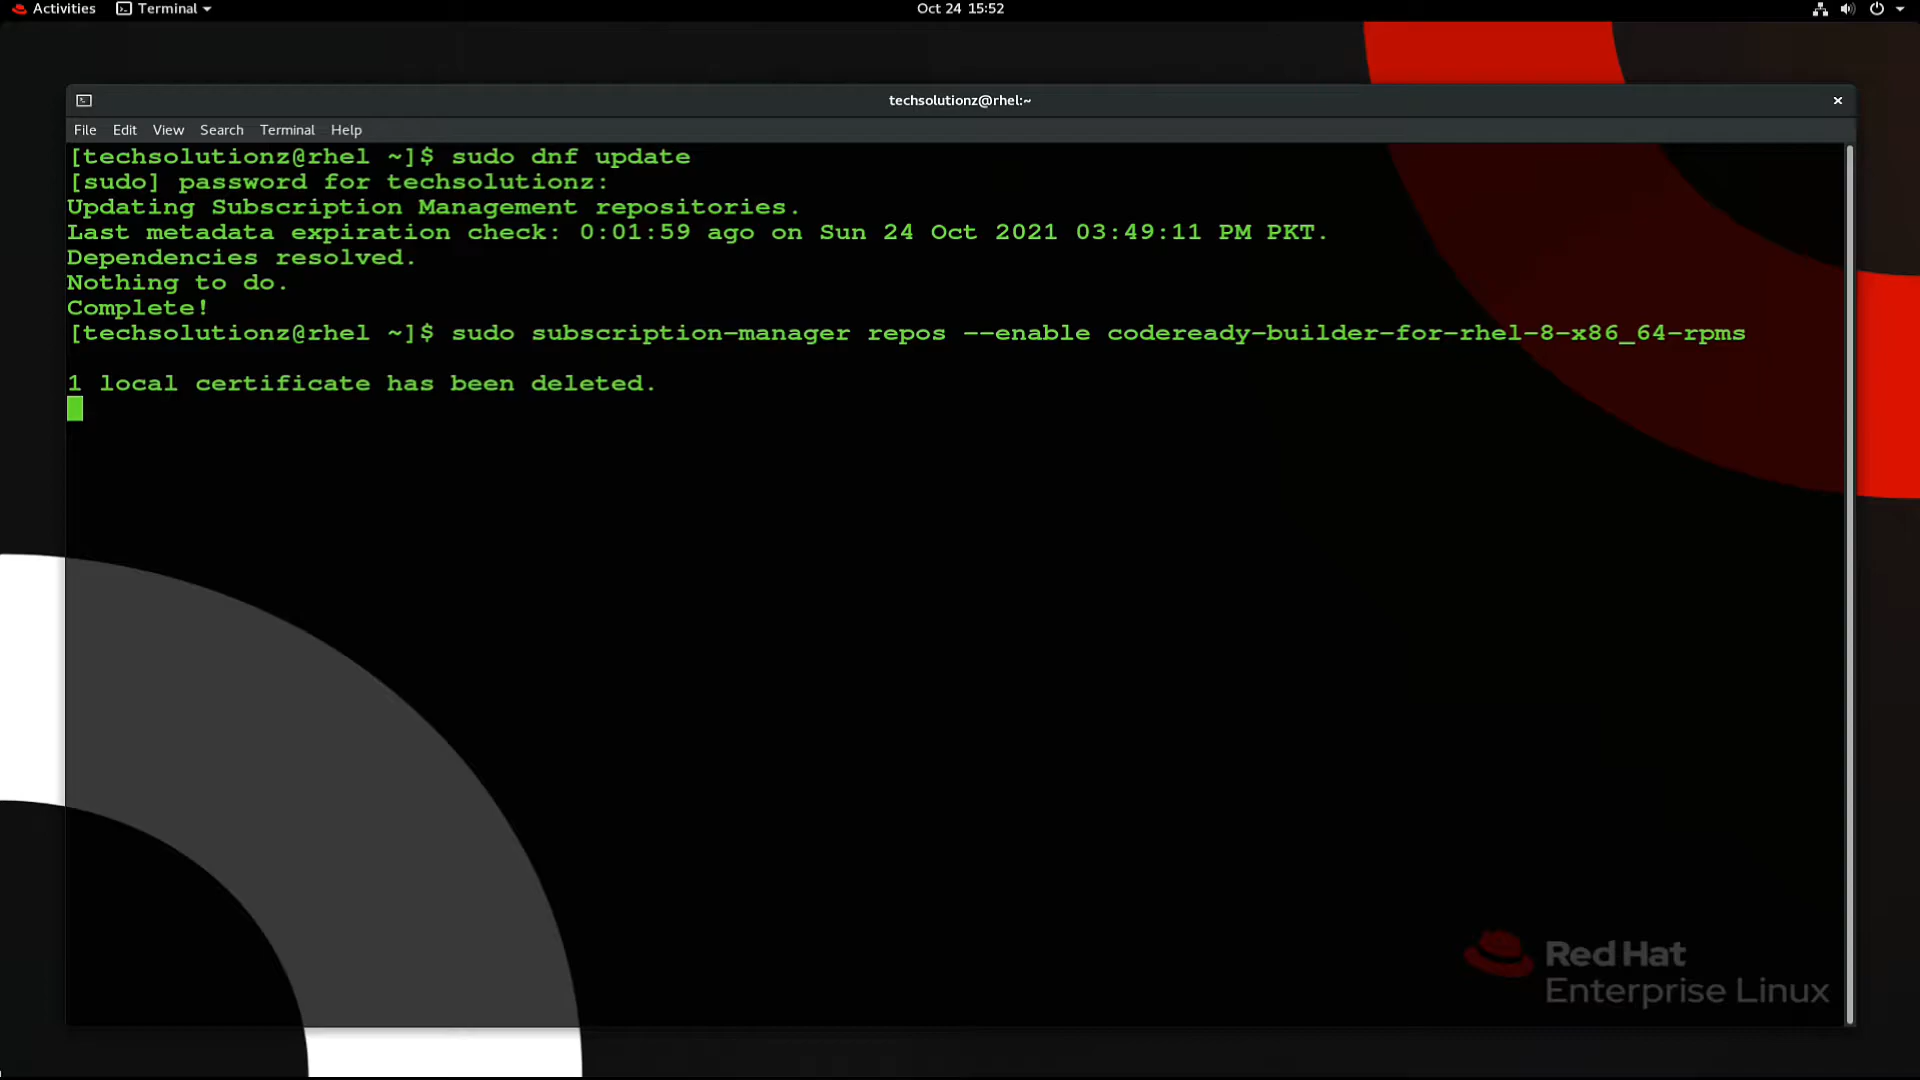 Activities Terminal Oct 24 15:52
techsolutionz@rhel:~
File Edit View Search Terminal Help
[techsolutionz@rhel ~]$ sudo dnf update
[sudo] password for techsolutionz:
Updating Subscription Management repositories.
Last metadata expiration check: 0:01:59 ago on Sun 24 Oct 2021 03:49:11 PM PKT.
Dependencies resolved.
Nothing to do.
Complete!
[techsolutionz@rhel ~]$ sudo subscription-manager repos --enable codeready-builder-for-rhel-8-x86_64-rpms
1 local certificate has been deleted.
Red Hat
Enterprise Linux